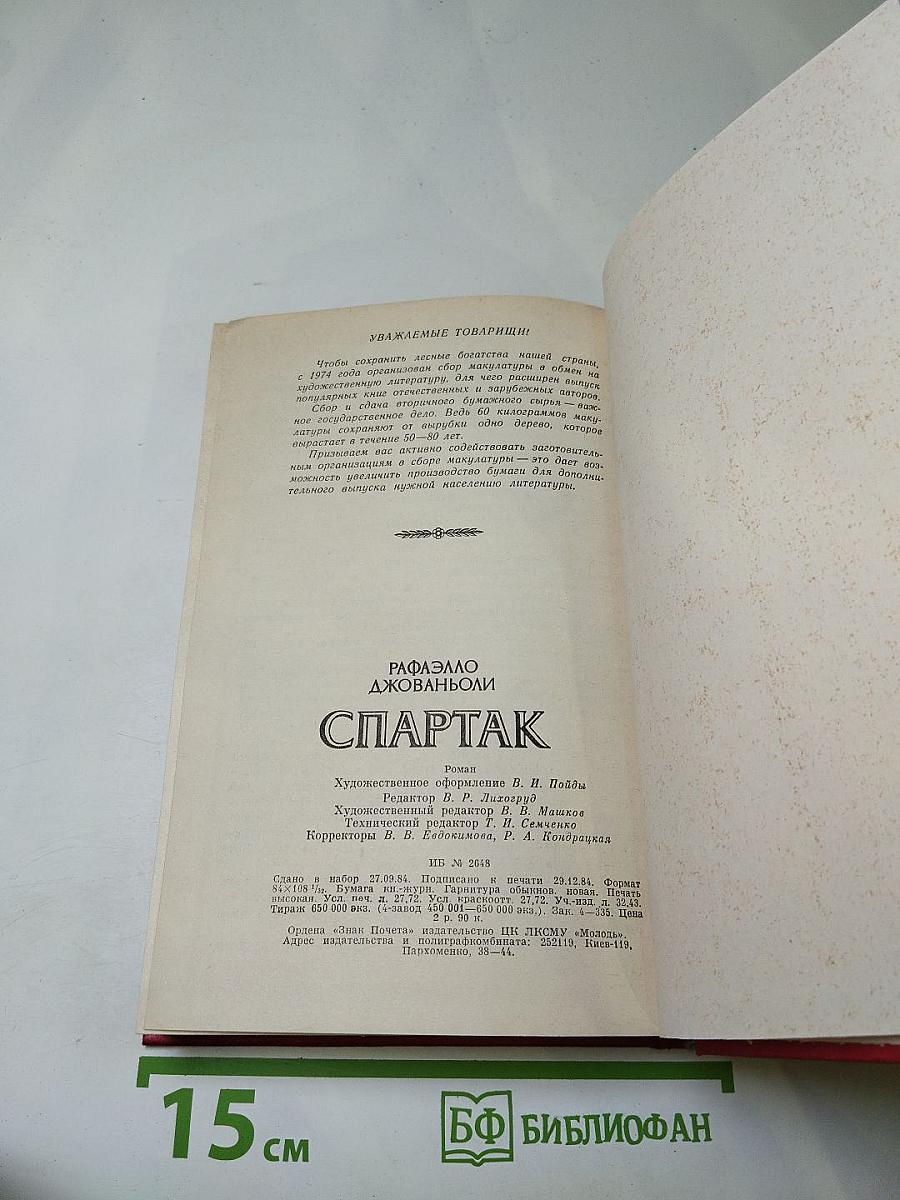 УВАЖАЕМЫЕ ТОВАРИЩИ!
Чтобы сохранить лесные богатства нашей страны,
с 1974 года организован сбор макулатуры в обмен на
художественную литературу, для чего расширен выпуск
популярных книг отечественных и зарубежных авторов.
Сбор и сдача вторичного бумажного сырья — важ-
ное государственное дело. Ведь 60 килограммов маку-
латуры сохраняют от вырубки одно дерево, которое
вырастает в течение 50—80 лет.
Призываем вас активно содействовать заготовитель-
ным организациям в сборе макулатуры — это дает воз-
можность увеличить производство бумаги для дополни-
тельного выпуска нужной населению литературы.
РАФАЭЛЛО
ДЖОВАНЬОЛИ
СПАРТАК
Роман
Художественное оформление В. И. Пойды
Редактор В. Р. Лихогруд
Художественный редактор В. В. Машков
Технический редактор Т. И. Семченко
Корректоры В. В. Евдокимова, Р. А. Кондрацкая
ИБ № 2648
Сдано в набор 27.09.84. Подписано к печати 29.12.84. Формат
84×108 1/32. Бумага кн.-журн. Гарнитура обыкнов. новая. Печать
высокая. Усл. печ. л. 27,72. Усл. краскоотт. 27,72. Уч.-изд. л. 32,43.
Тираж 650 000 экз. (4-завод 450 001—650 000 экз.). Зак. 4—335. Цена
2 р. 90 к.
Ордена «Знак Почета» издательство ЦК ЛКСМУ «Молодь».
Адрес издательства и полиграфкомбината: 252119, Киев-119,
Пархоменко, 38—44.
15 см
БФ БИБЛИОФАН